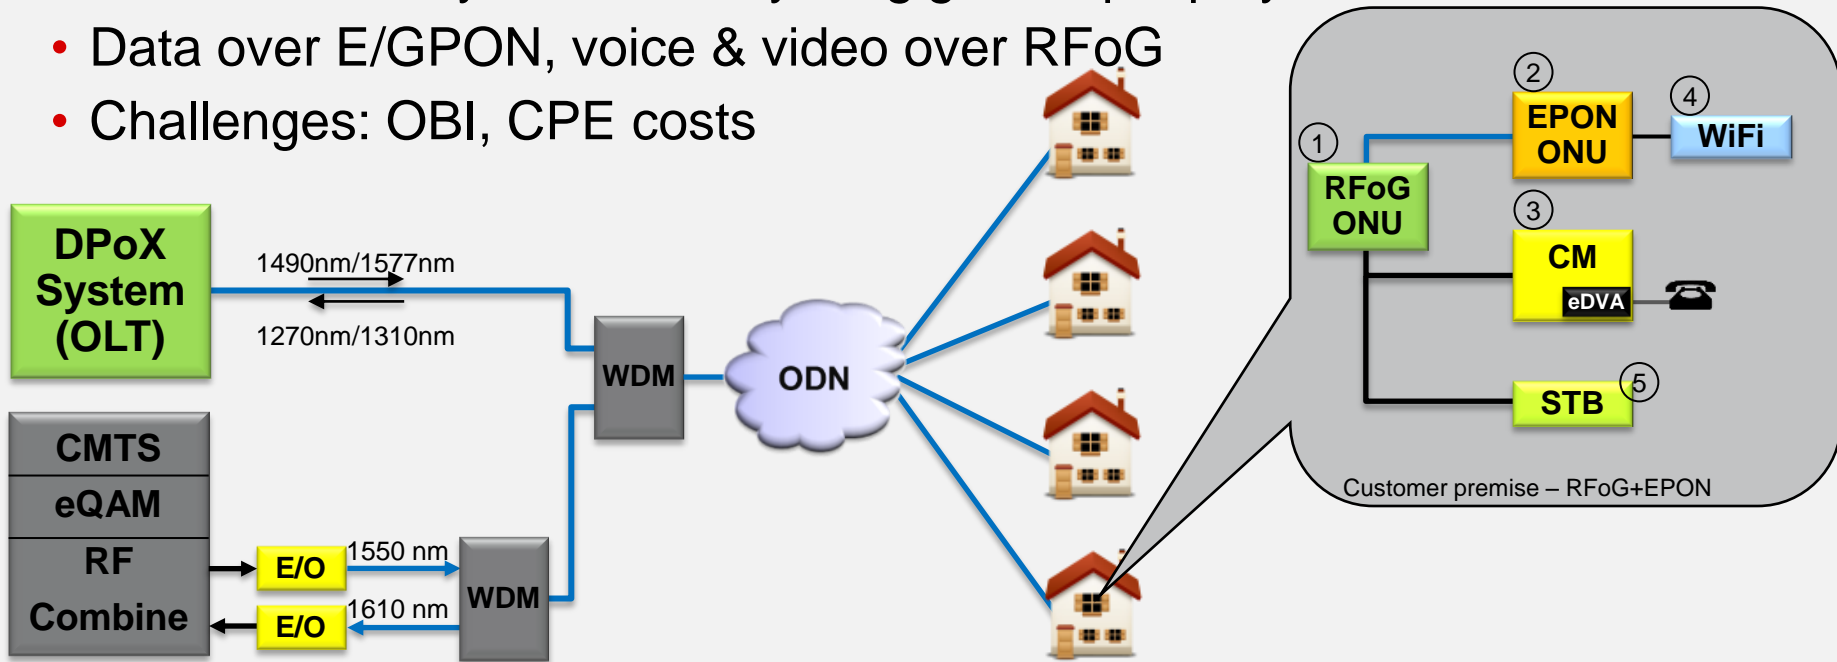 • Data over E/GPON, voice & video over RFoG
• Challenges: OBI, CPE costs
DPoX
System
(OLT)
1490nm/1577nm
1270nm/1310nm
WDM
ODN
CMTS
eQAM
RF
Combine
E/O
1550 nm
E/O
1610 nm
WDM
1
RFoG
ONU
2
EPON
ONU
4
WiFi
3
CM
eDVA
5
STB
Customer premise – RFoG+EPON